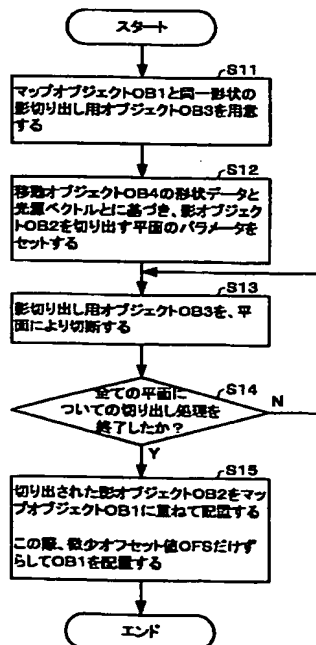 スタート
S11
マップオブジェクトOB1と同一形状の
影切り出し用オブジェクトOB3を用意
する
S12
移動オブジェクトOB4の形状データと
光源ベクトルとに基づき、影オブジェク
トOB2を切り出す平面のパラメータを
セットする
S13
影切り出し用オブジェクトOB3を、平
面により切断する
S14
全ての平面に
ついての切り出し処理を
終了したか?
N
Y
S15
切り出された影オブジェクトOB2をマッ
プオブジェクトOB1に重ねて配置する
この際、微少オフセット値OFSだけず
らしてOB1を配置する
エンド